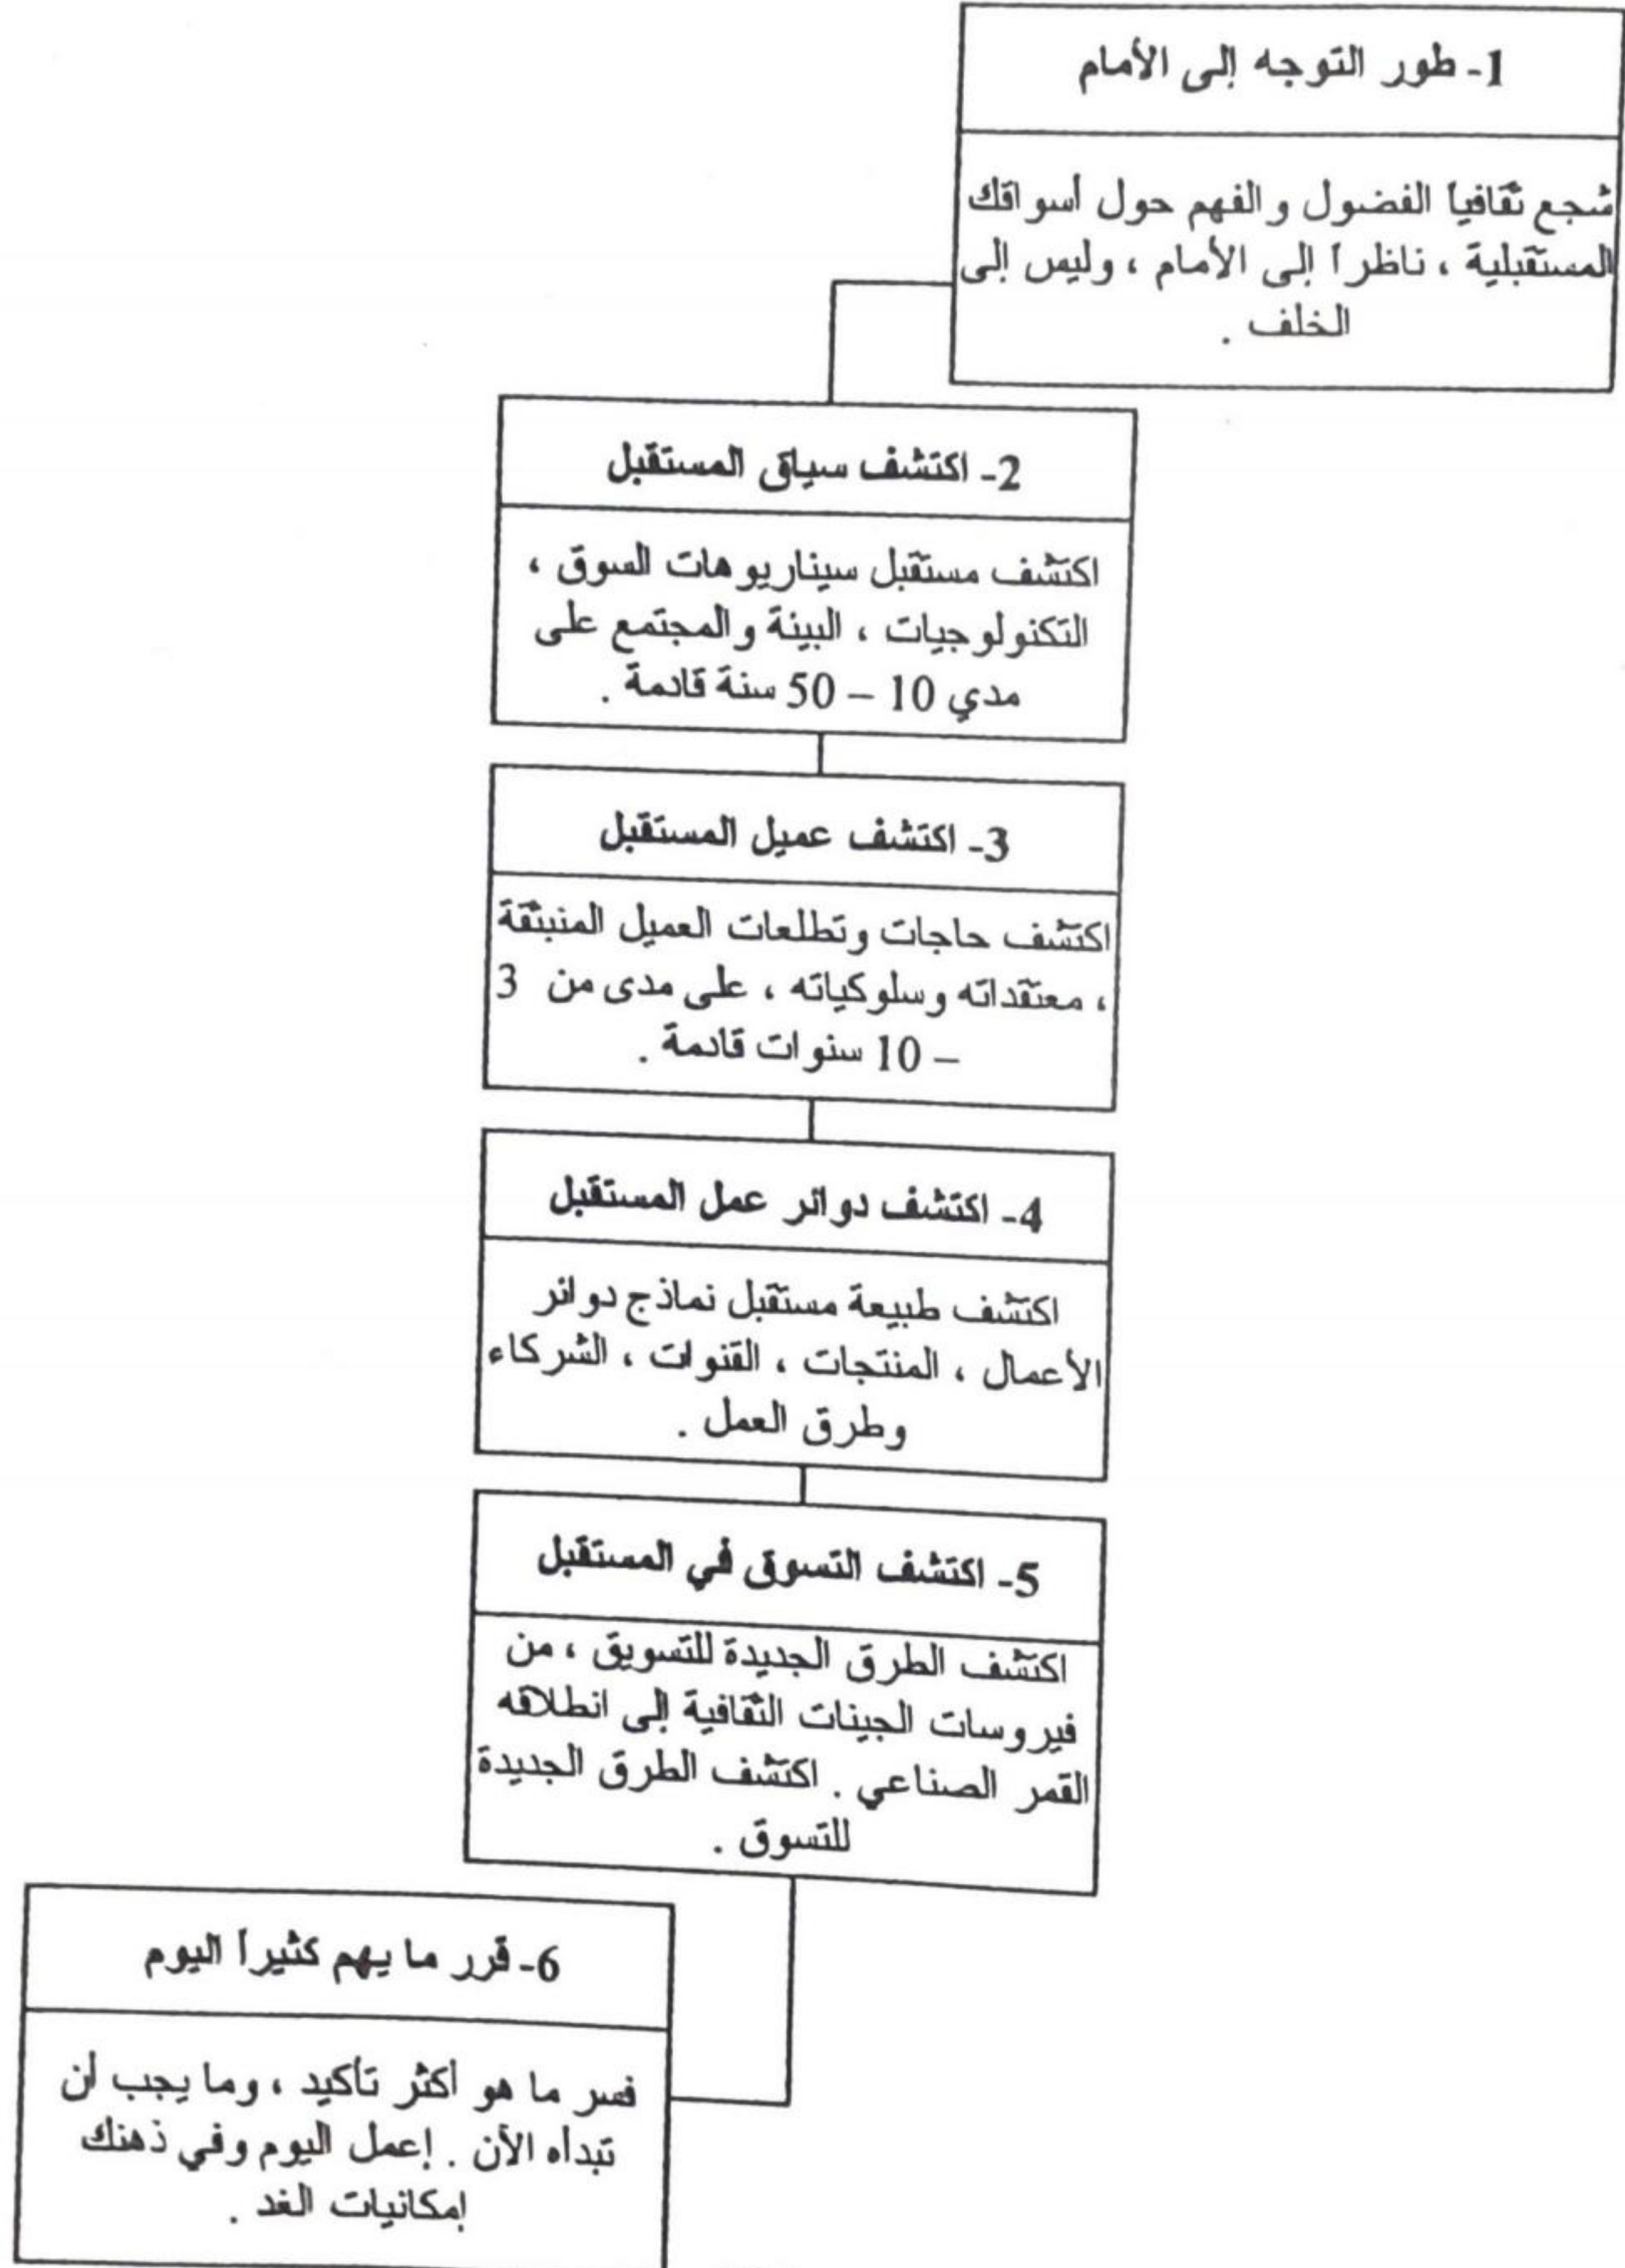 1- طور التوجه إلى الأمام
شجع ثقافياً الفضول والفهم حول أسواقك
المستقبلية ، ناظراً إلى الأمام ، وليس إلى
الخلف .
2- اكتشف سياق المستقبل
اكتشف مستقبل سيناريوهات السوق ،
التكنولوجيات ، البيئة والمجتمع على
مدي 10 – 50 سنة قادمة .
3- اكتشف عميل المستقبل
اكتشف حاجات وتطلعات العميل المنبثقة
، معتقداته وسلوكياته ، على مدى من 3
– 10 سنوات قادمة .
4- اكتشف دوائر عمل المستقبل
اكتشف طبيعة مستقبل نماذج دوائر
الأعمال ، المنتجات ، القنوات ، الشركاء
وطرق العمل .
5- اكتشف التسوق في المستقبل
اكتشف الطرق الجديدة للتسويق ، من
فيروسات الجينات الثقافية إلى انطلاقه
القمر الصناعي . اكتشف الطرق الجديدة
للتسوق .
6- قرر ما يهم كثيراً اليوم
فسر ما هو أكثر تأكيد ، وما يجب أن
تبدأه الآن . إعمل اليوم وفي ذهنك
إمكانيات الغد .